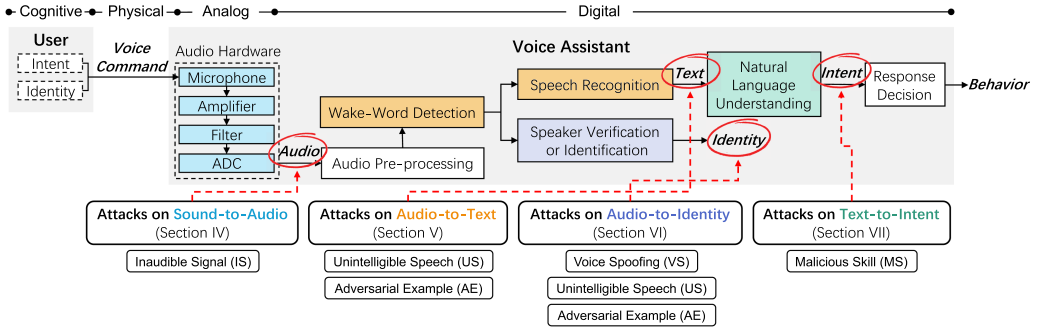 Cognitive
Physical
Analog
Digital
User
Intent
Identity
Voice
Command
Audio Hardware
Microphone
Amplifier
Filter
ADC
Audio
Voice Assistant
Wake-Word Detection
Audio Pre-processing
Speech Recognition
Speaker Verification
or Identification
Text
Identity
Natural
Language
Understanding
Intent
Response
Decision
Behavior
Attacks on Sound-to-Audio
(Section IV)
Inaudible Signal (IS)
Attacks on Audio-to-Text
(Section V)
Unintelligible Speech (US)
Adversarial Example (AE)
Attacks on Audio-to-Identity
(Section VI)
Voice Spoofing (VS)
Unintelligible Speech (US)
Adversarial Example (AE)
Attacks on Text-to-Intent
(Section VII)
Malicious Skill (MS)